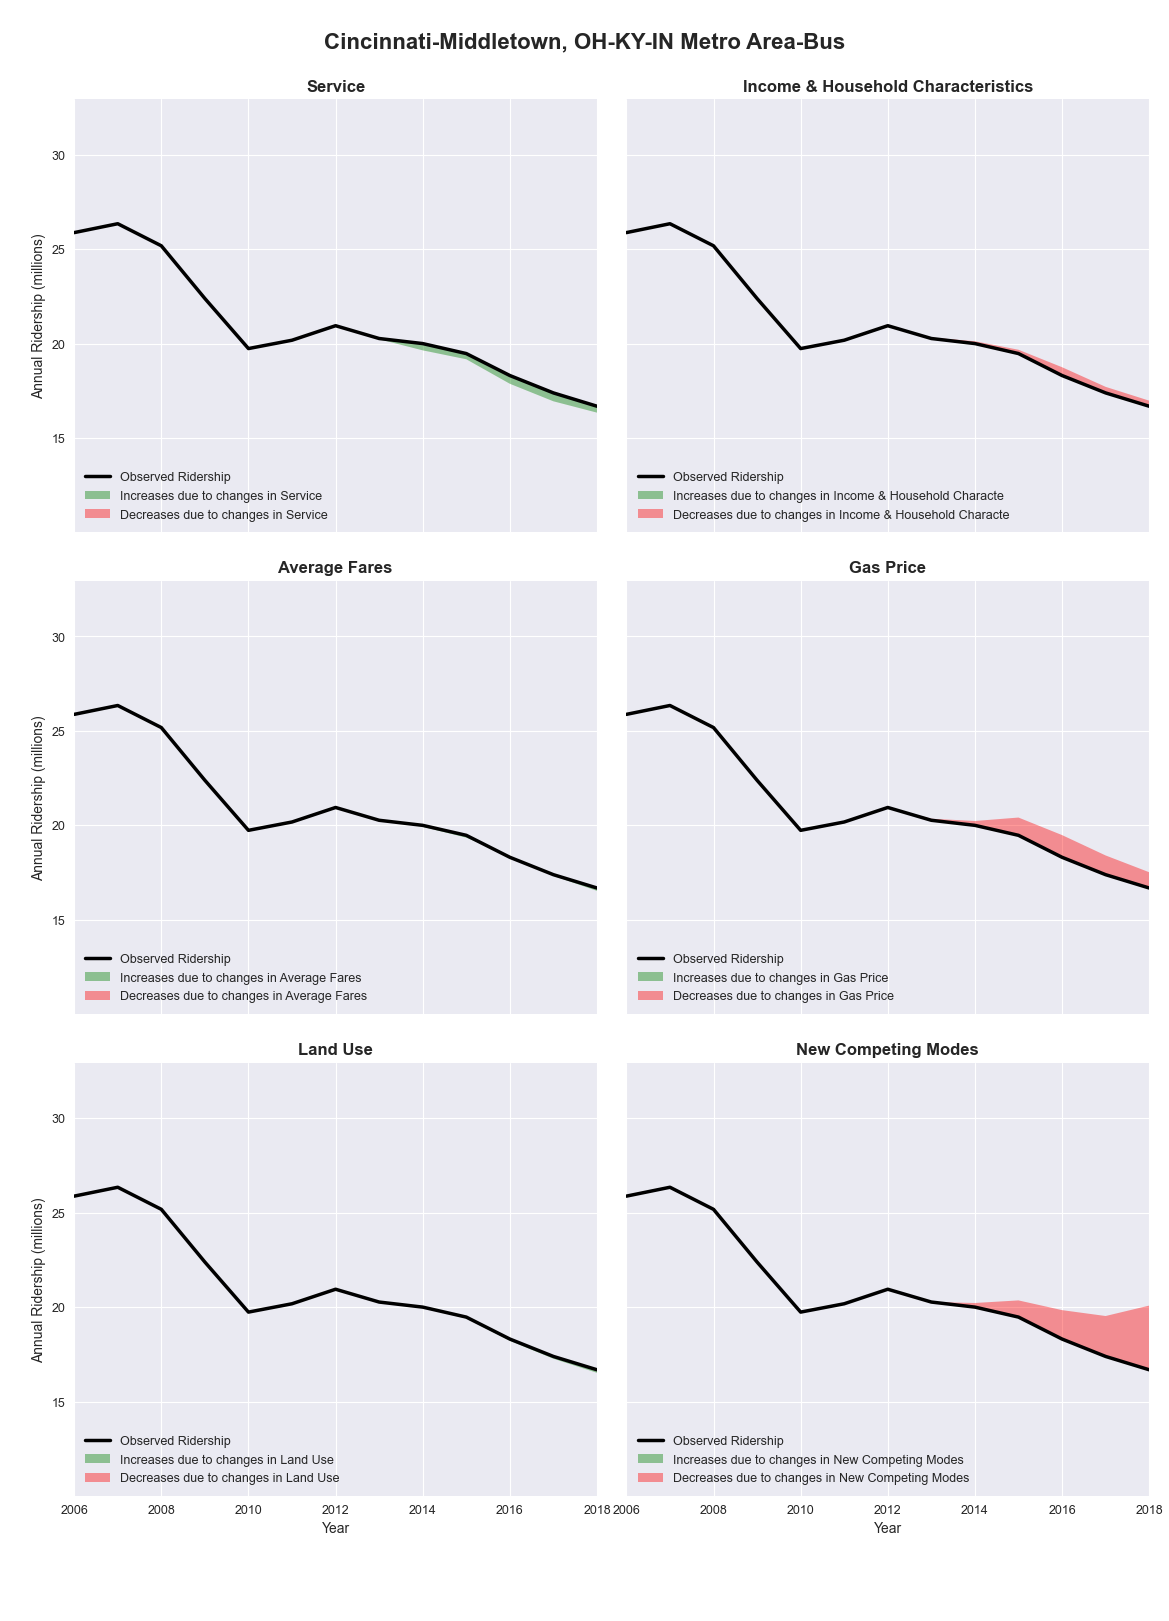 Cincinnati-Middletown, OH-KY-IN Metro Area-Bus
Service
30
25
20
15
Annual Ridership (millions)
Observed Ridership
Increases due to changes in Service
Decreases due to changes in Service
Income & Household Characteristics
Observed Ridership
Increases due to changes in Income & Household Characte
Decreases due to changes in Income & Household Characte
Average Fares
30
25
20
15
Annual Ridership (millions)
Observed Ridership
Increases due to changes in Average Fares
Decreases due to changes in Average Fares
Gas Price
Observed Ridership
Increases due to changes in Gas Price
Decreases due to changes in Gas Price
Land Use
30
25
20
15
Annual Ridership (millions)
Observed Ridership
Increases due to changes in Land Use
Decreases due to changes in Land Use
2006 2008 2010 2012 2014 2016 2018
Year
New Competing Modes
Observed Ridership
Increases due to changes in New Competing Modes
Decreases due to changes in New Competing Modes
2006 2008 2010 2012 2014 2016 2018
Year